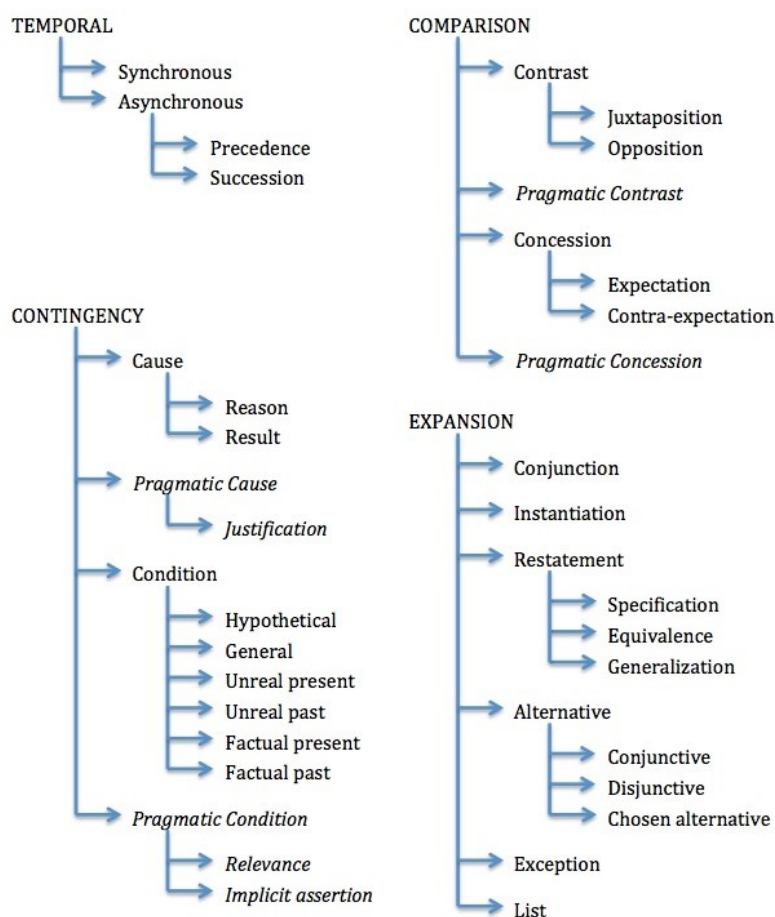 TEMPORAL
Synchronous
Asynchronous
Precedence
Succession
CONTINGENCY
Cause
Reason
Result
Pragmatic Cause
Justification
Condition
Hypothetical
General
Unreal present
Unreal past
Factual present
Factual past
Pragmatic Condition
Relevance
Implicit assertion
COMPARISON
Contrast
Juxtaposition
Opposition
Pragmatic Contrast
Concession
Expectation
Contra-expectation
Pragmatic Concession
EXPANSION
Conjunction
Instantiation
Restatement
Specification
Equivalence
Generalization
Alternative
Conjunctive
Disjunctive
Chosen alternative
Exception
List